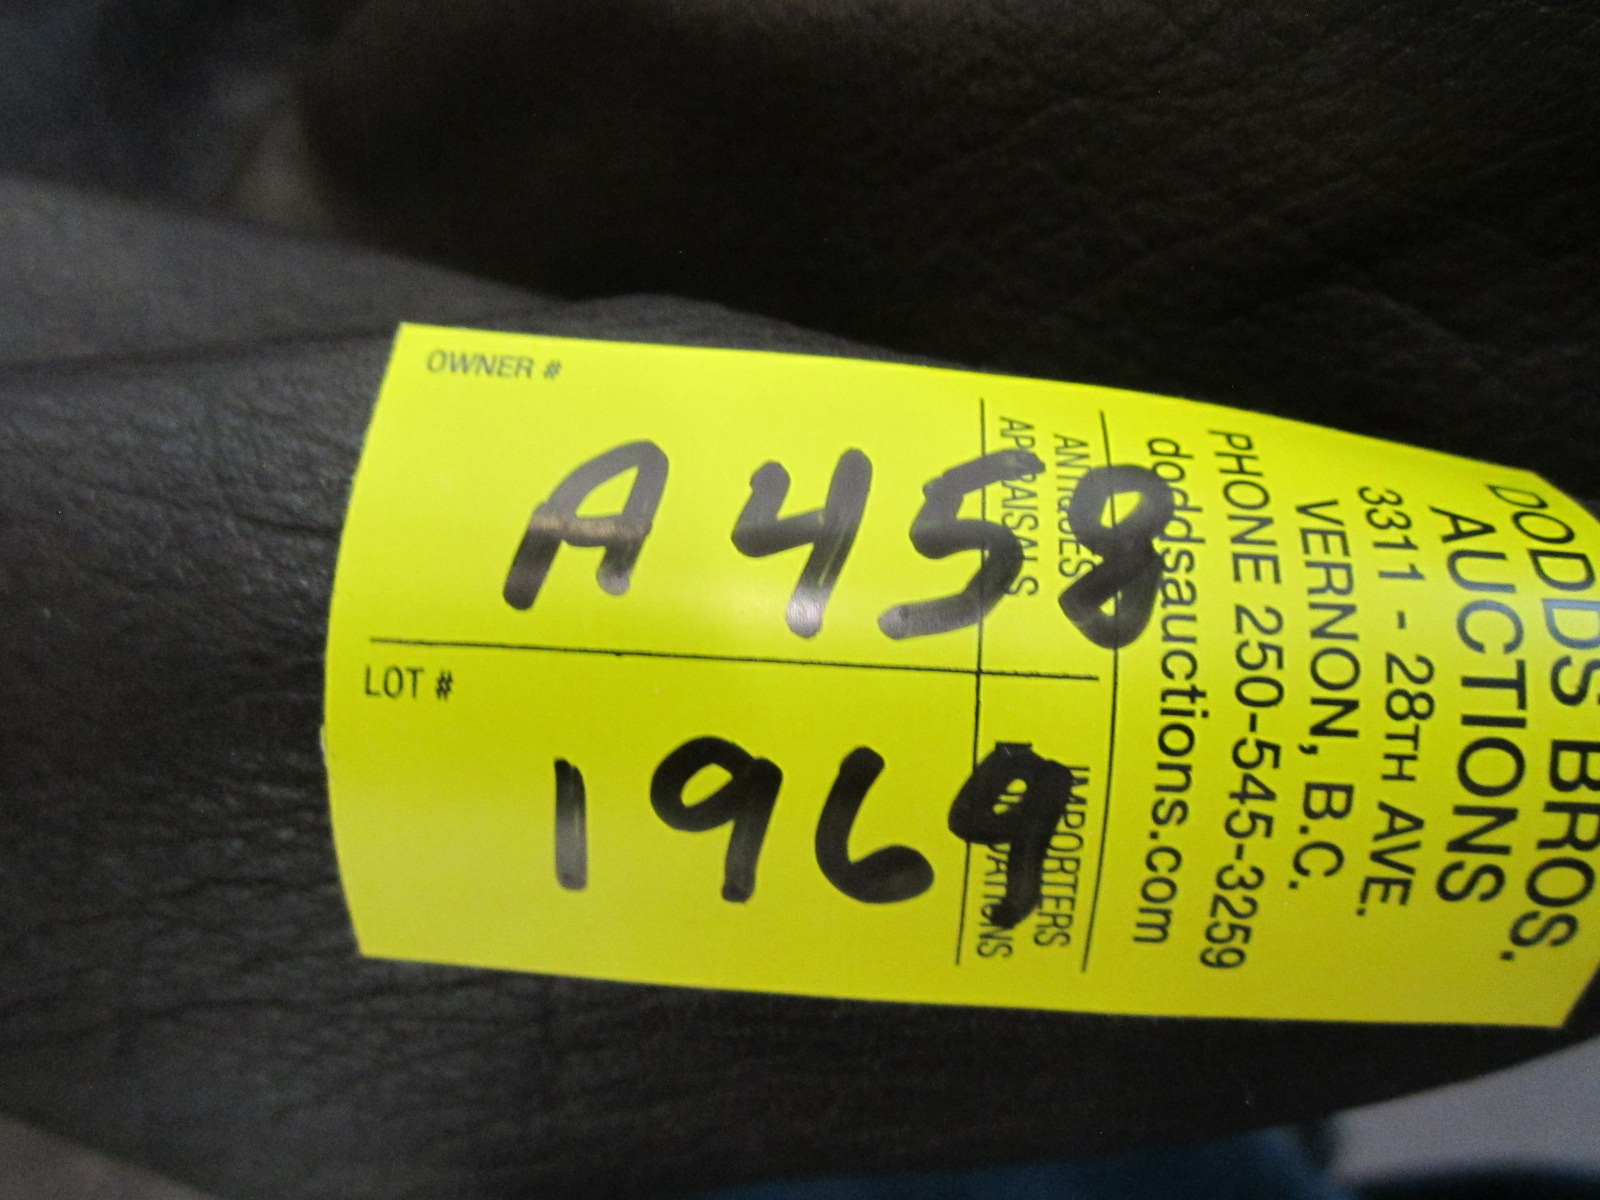 OWNER #
A 458
LOT #
1969
DODDS BROS.
AUCTIONS
3311 - 28TH AVE.
VERNON, B.C.
PHONE 250-545-3259
doddsauctions.com
ANTIQUES IMPORTERS
APPRAISALS